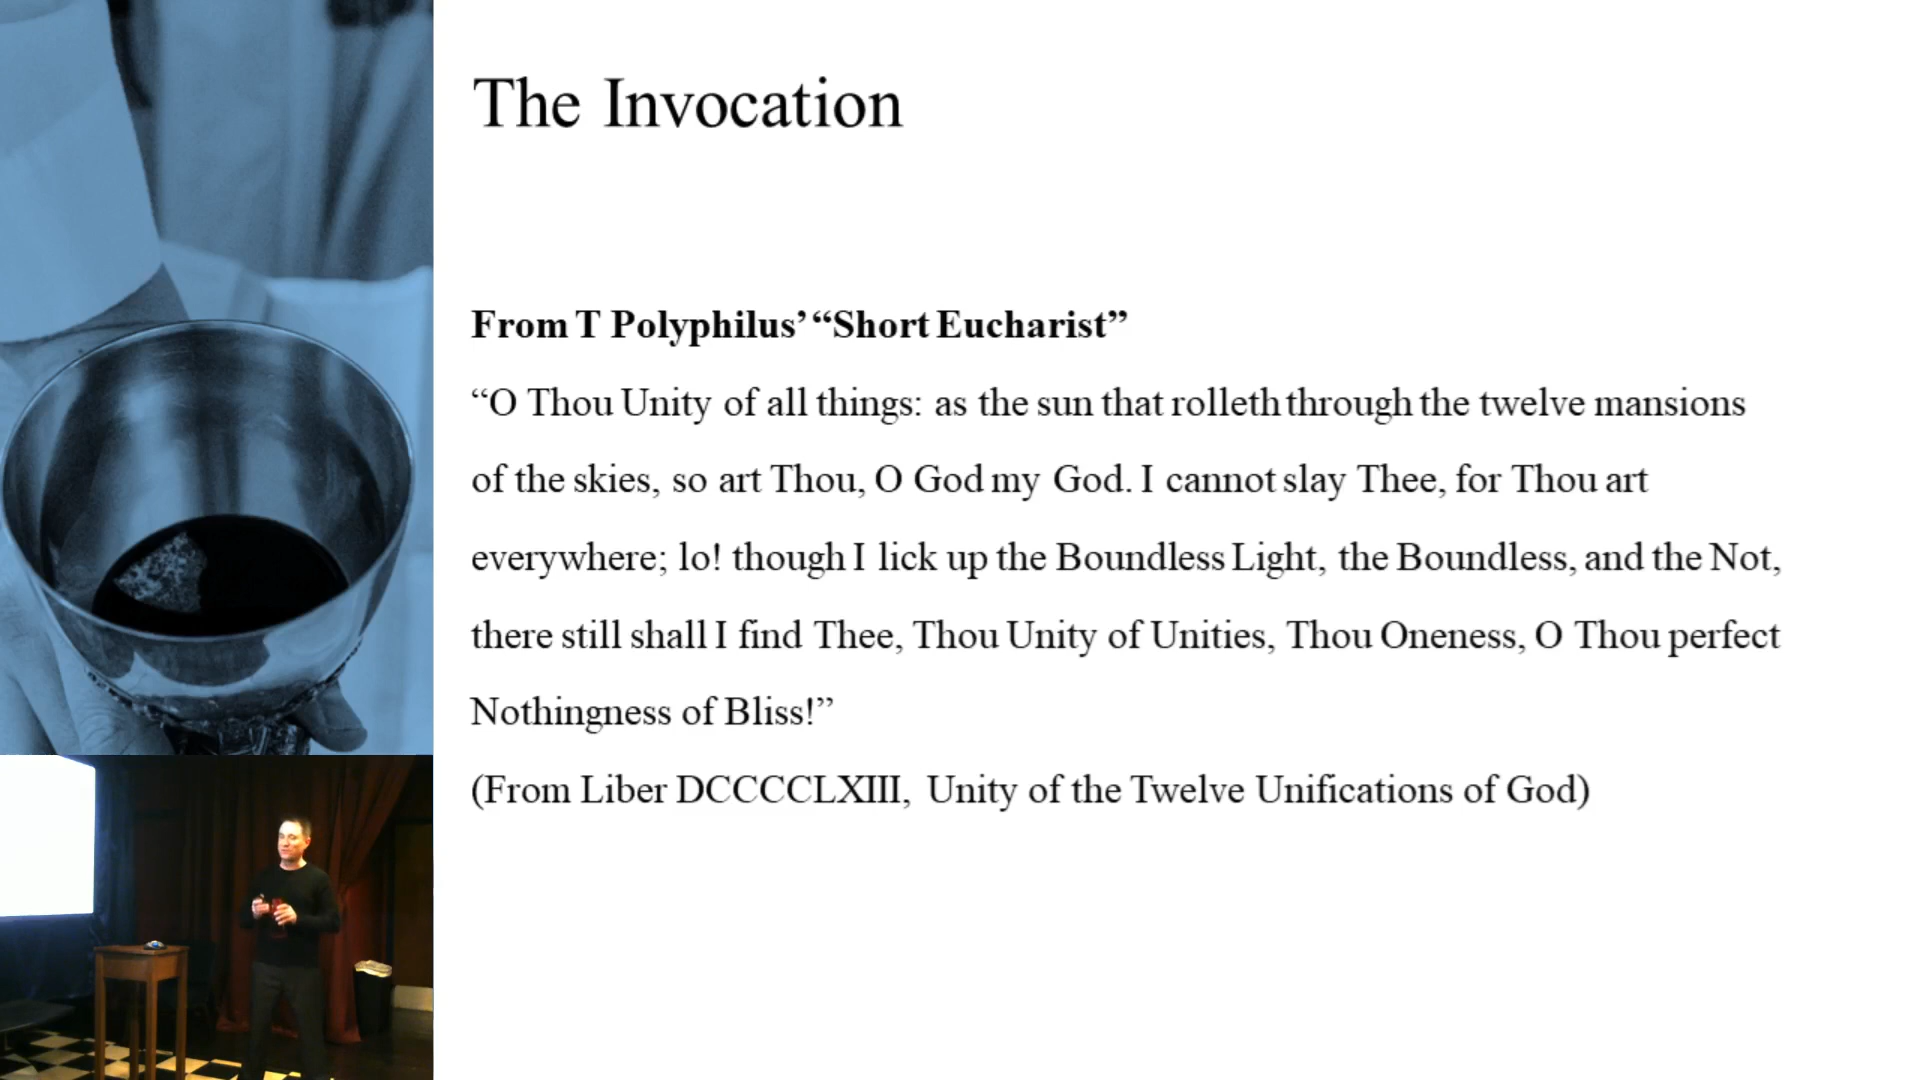 The Invocation
From T Polyphilus’ “Short Eucharist”
“O Thou Unity of all things: as the sun that rolleth through the twelve mansions
of the skies, so art Thou, O God my God. I cannot slay Thee, for Thou art
everywhere; lo! though I lick up the Boundless Light, the Boundless, and the Not,
there still shall I find Thee, Thou Unity of Unities, Thou Oneness, O Thou perfect
Nothingness of Bliss!”
(From Liber DCCCCLXIII, Unity of the Twelve Unifications of God)